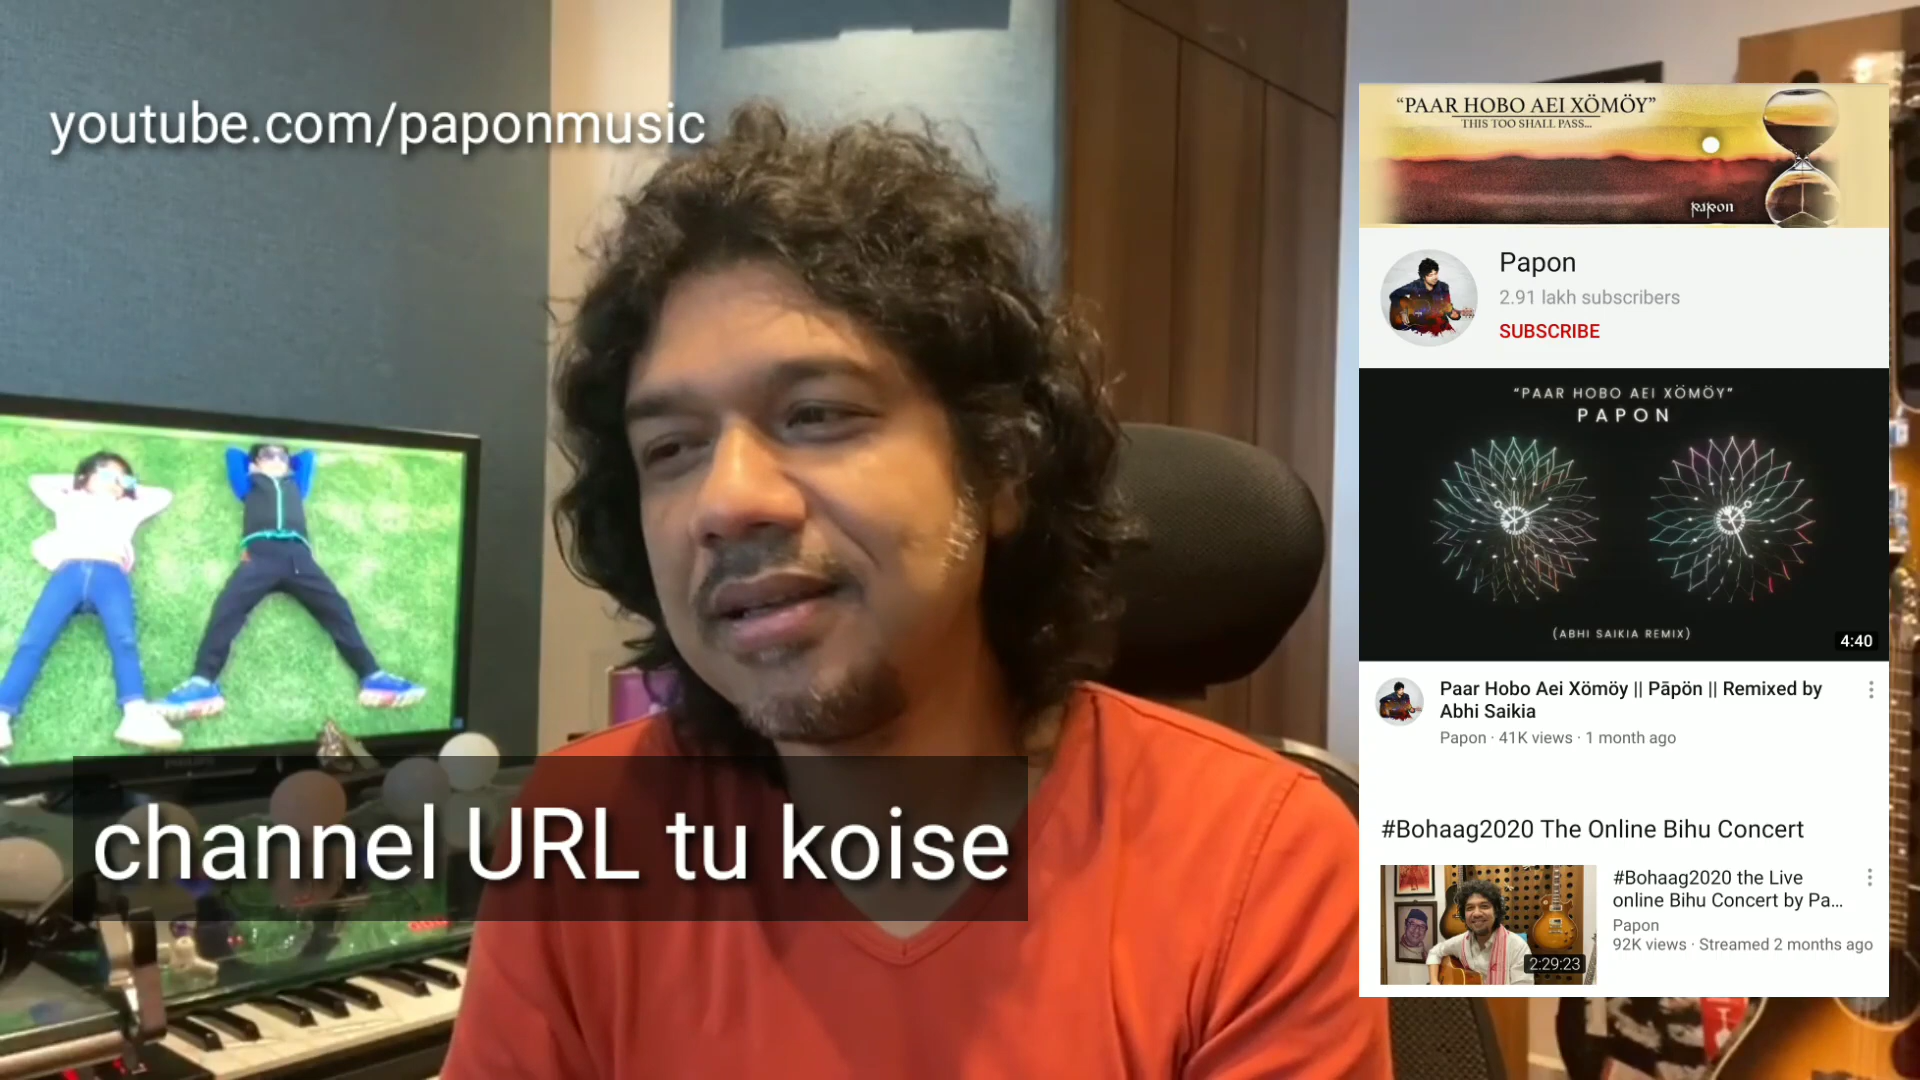 youtube.com/paponmusic
channel URL tu koise
“PAAR HOBO AEI XÖMÖY”
THIS TOO SHALL PASS...
papon
Papon
2.91 lakh subscribers
SUBSCRIBE
“PAAR HOBO AEI XÖMÖY”
PAPON
(ABHI SAIKIA REMIX)
4:40
Paar Hobo Aei Xömöy || Pāpön || Remixed by
Abhi Saikia
Papon · 41K views · 1 month ago
#Bohaag2020 The Online Bihu Concert
#Bohaag2020 the Live
online Bihu Concert by Pa...
Papon
92K views · Streamed 2 months ago
2:29:23
PHILIPS